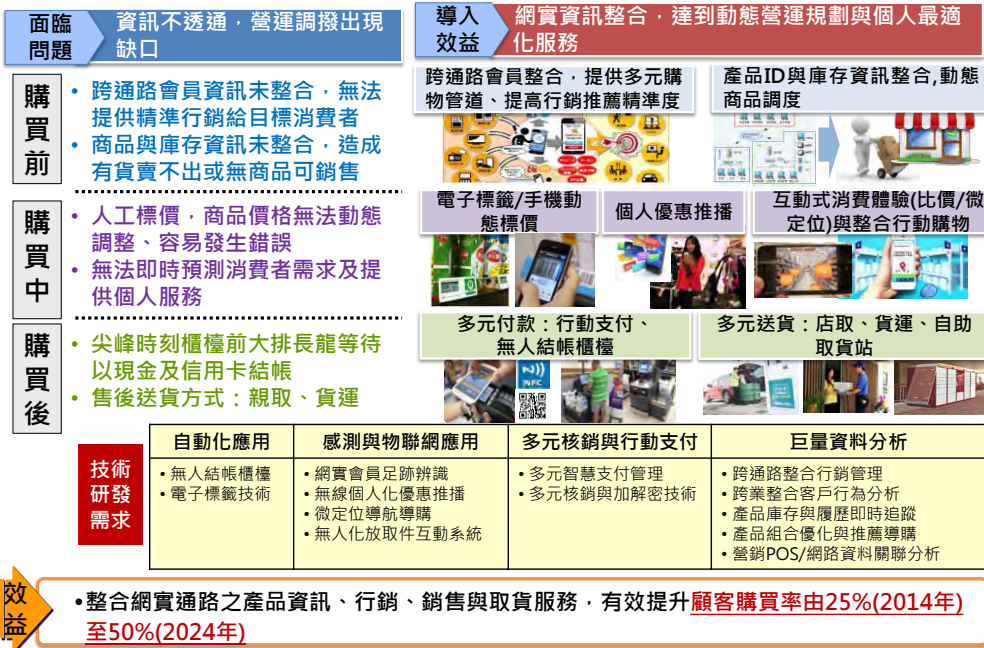 面臨
問題
資訊不透通，營運調撥出現
缺口
導入
效益
網實資訊整合，達到動態營運規劃與個人最適
化服務
購
買
前
• 跨通路會員資訊未整合，無法
提供精準行銷給目標消費者
• 商品與庫存資訊未整合，造成
有貨賣不出或無商品可銷售
跨通路會員整合，提供多元購
物管道、提高行銷推薦精準度
產品ID與庫存資訊整合,動態
商品調度
購
買
中
• 人工標價，商品價格無法動態
調整、容易發生錯誤
• 無法即時預測消費者需求及提
供個人服務
電子標籤/手機動
態標價
個人優惠推播
互動式消費體驗(比價/微
定位)與整合行動購物
購
買
後
• 尖峰時刻櫃檯前大排長龍等待
以現金及信用卡結帳
• 售後送貨方式：親取、貨運
多元付款：行動支付、
無人結帳櫃檯
多元送貨：店取、貨運、自助
取貨站
NFC
技術
研發
需求
自動化應用
• 無人結帳櫃檯
• 電子標籤技術
感測與物聯網應用
• 網實會員足跡辨識
• 無線個人化優惠推播
• 微定位導航導購
• 無人化放取件互動系統
多元核銷與行動支付
• 多元智慧支付管理
• 多元核銷與加解密技術
巨量資料分析
• 跨通路整合行銷管理
• 跨業整合客戶行為分析
• 產品庫存與履歷即時追蹤
• 產品組合優化與推薦導購
• 營銷POS/網路資料關聯分析
效
益
•整合網實通路之產品資訊、行銷、銷售與取貨服務，有效提升顧客購買率由25%(2014年)
至50%(2024年)